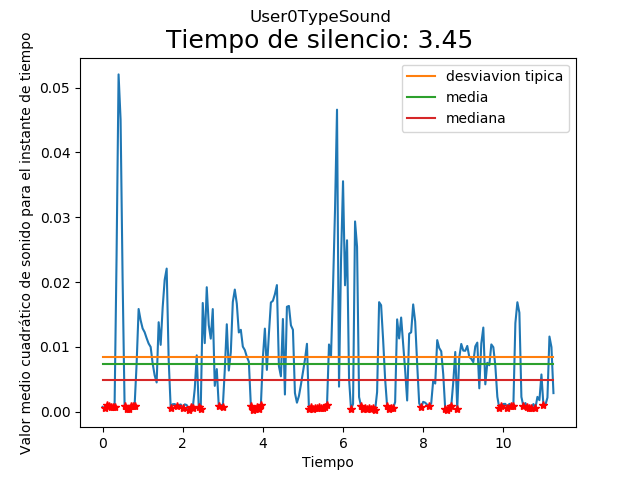 User0TypeSound
Tiempo de silencio: 3.45
desviavion tipica
media
mediana
Valor medio cuadrático de sonido para el instante de tiempo
0.05
0.04
0.03
0.02
0.01
0.00
0 2 4 6 8 10
Tiempo